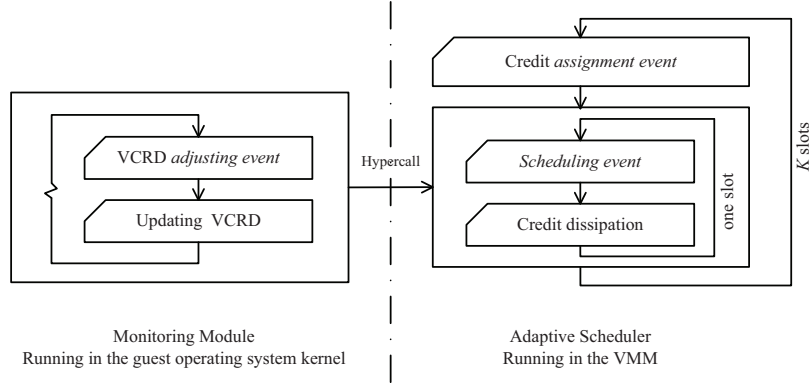 Credit assignment event
VCRD adjusting event
Updating VCRD
Hypercall
Scheduling event
Credit dissipation
one slot
K slots
Monitoring Module
Running in the guest operating system kernel
Adaptive Scheduler
Running in the VMM